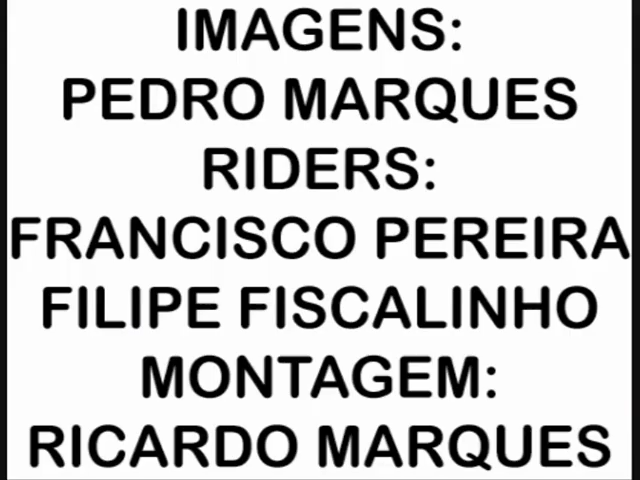 IMAGENS:
PEDRO MARQUES
RIDERS:
FRANCISCO PEREIRA
FILIPE FISCALINHO
MONTAGEM:
RICARDO MARQUES